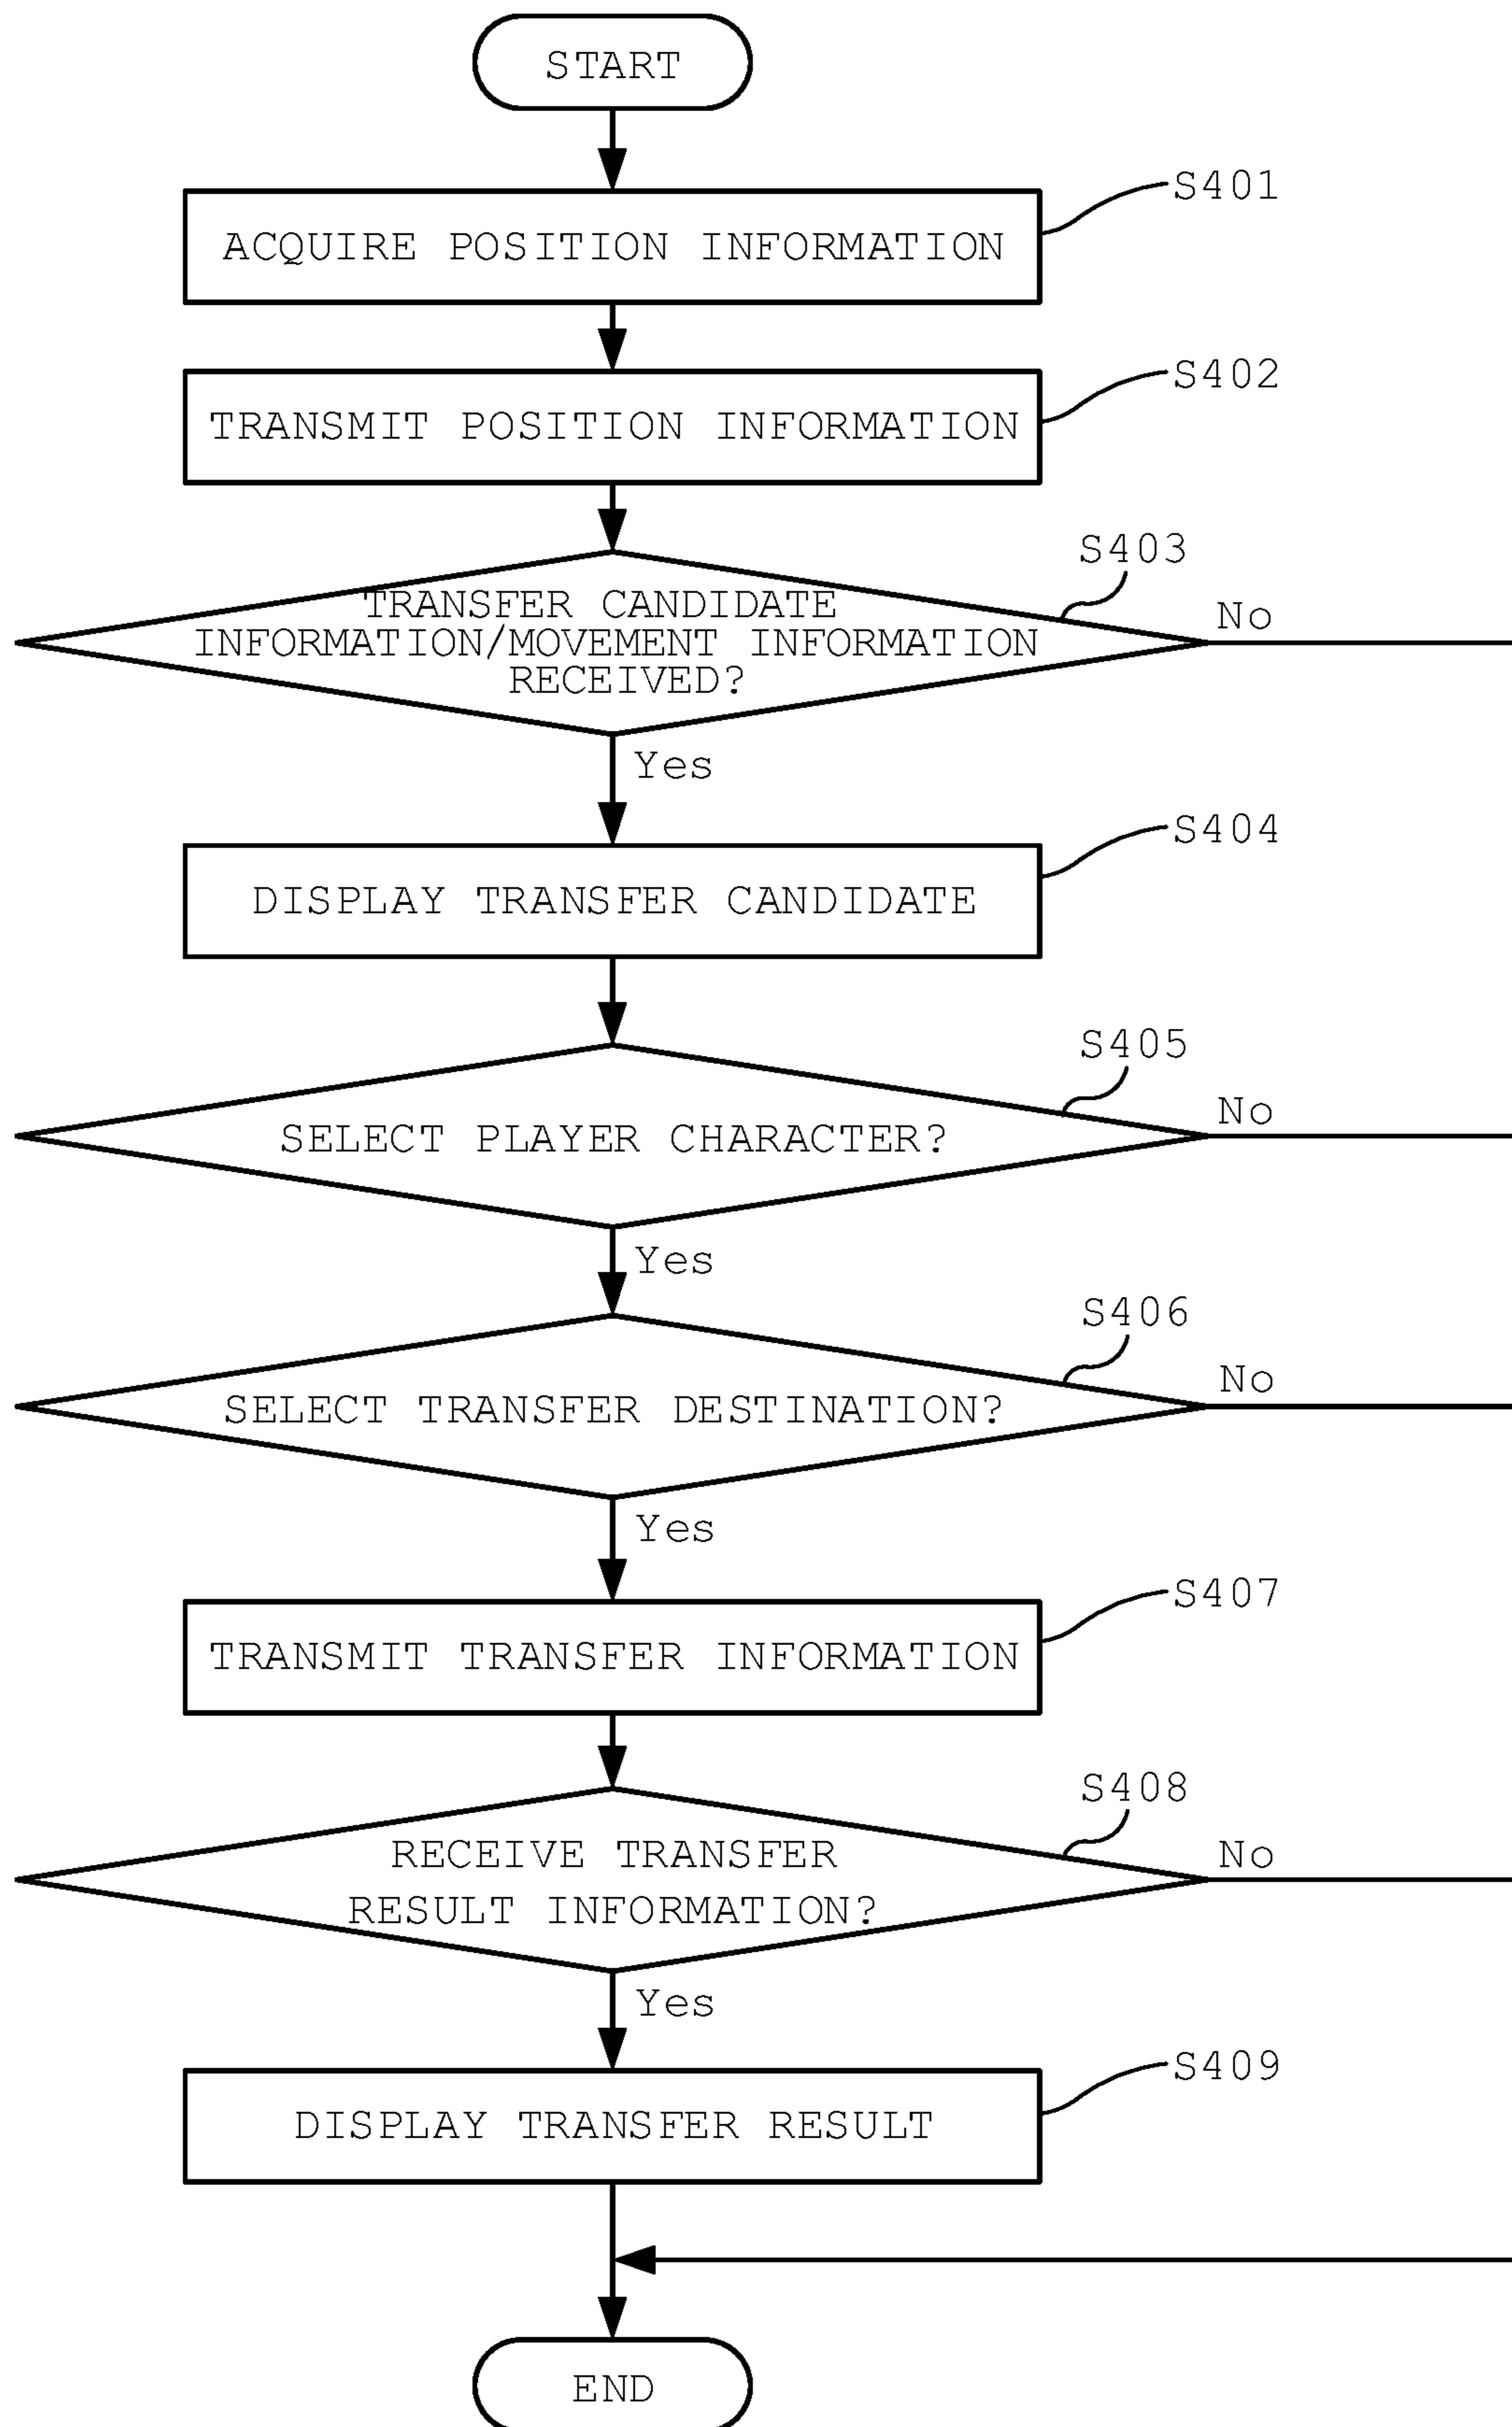 START
S401
ACQUIRE POSITION INFORMATION
S402
TRANSMIT POSITION INFORMATION
S403
No
TRANSFER CANDIDATE
INFORMATION/MOVEMENT INFORMATION
RECEIVED?
Yes
S404
DISPLAY TRANSFER CANDIDATE
S405
No
SELECT PLAYER CHARACTER?
Yes
S406
No
SELECT TRANSFER DESTINATION?
Yes
S407
TRANSMIT TRANSFER INFORMATION
S408
No
RECEIVE TRANSFER
RESULT INFORMATION?
Yes
S409
DISPLAY TRANSFER RESULT
END